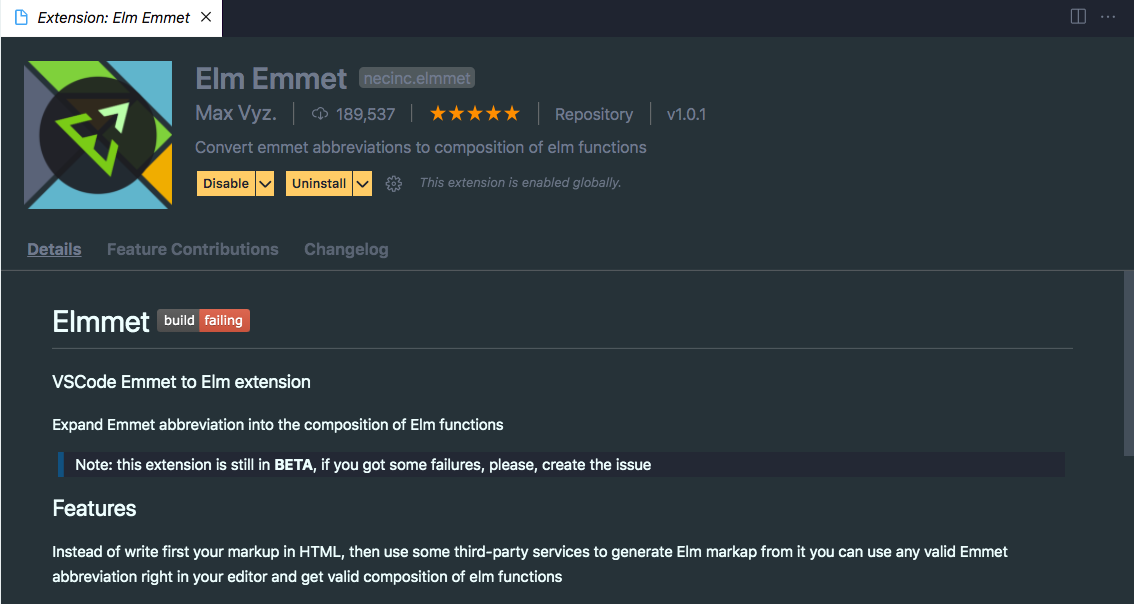 Extension: Elm Emmet
Elm Emmet necinc.elmmet
Max Vyz. 189,537 Repository v1.0.1
Convert emmet abbreviations to composition of elm functions
Disable Uninstall This extension is enabled globally.
Details Feature Contributions Changelog
Elmmet build failing
VSCode Emmet to Elm extension
Expand Emmet abbreviation into the composition of Elm functions
Note: this extension is still in BETA, if you got some failures, please, create the issue
Features
Instead of write first your markup in HTML, then use some third-party services to generate Elm markap from it you can use any valid Emmet
abbreviation right in your editor and get valid composition of elm functions